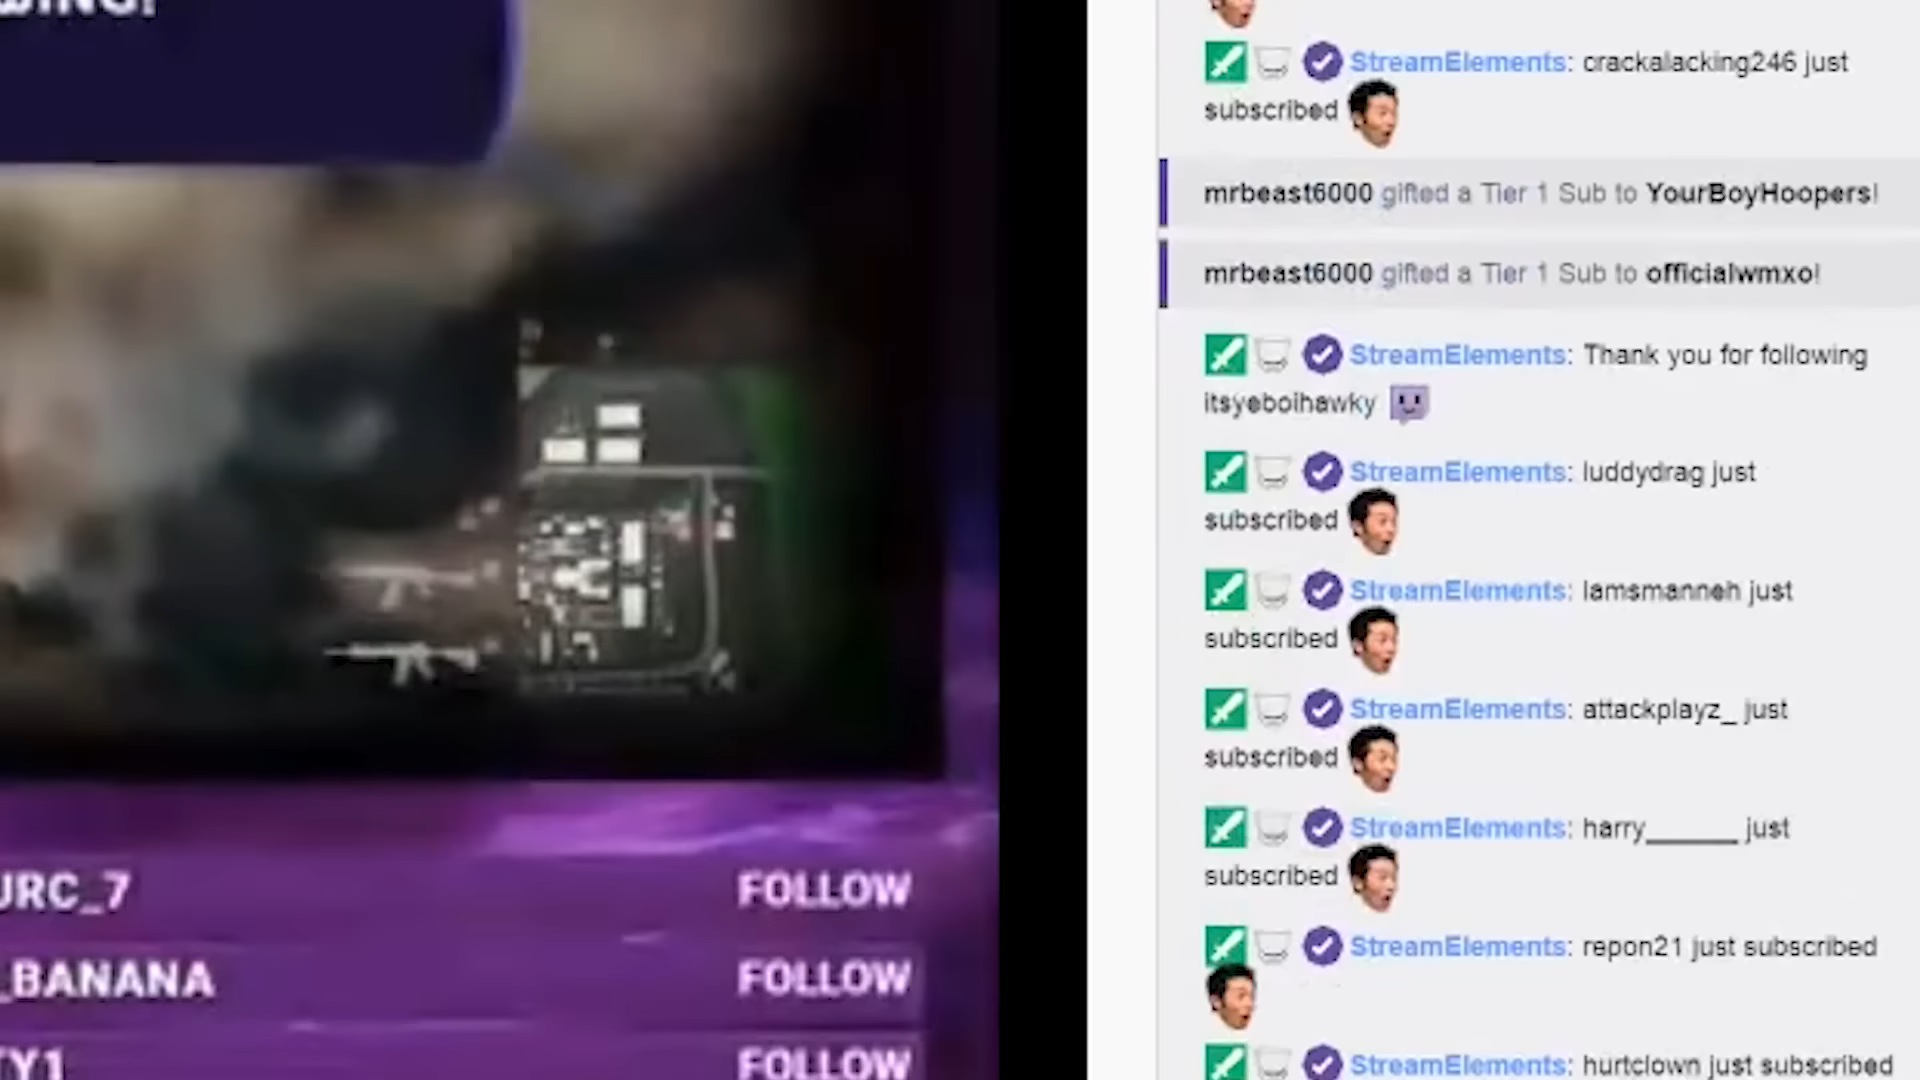 URC_7 FOLLOW
_BANANA FOLLOW
TY1 FOLLOW
StreamElements: crackalacking246 just
subscribed
mrbeast6000 gifted a Tier 1 Sub to YourBoyHoopers!
mrbeast6000 gifted a Tier 1 Sub to officialwmxo!
StreamElements: Thank you for following
itsyeboihawky
StreamElements: luddydrag just
subscribed
StreamElements: lamsmanneh just
subscribed
StreamElements: attackplayz_ just
subscribed
StreamElements: harry______ just
subscribed
StreamElements: repon21 just subscribed
StreamElements: hurtclown just subscribed